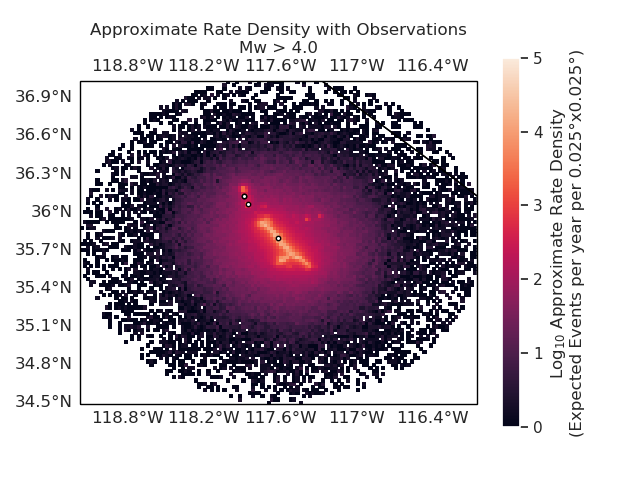 Approximate Rate Density with Observations
Mw > 4.0
118.8°W 118.2°W 117.6°W 117°W 116.4°W
36.9°N
36.6°N
36.3°N
36°N
35.7°N
35.4°N
35.1°N
34.8°N
34.5°N
118.8°W 118.2°W 117.6°W 117°W 116.4°W
5
4
3
2
1
0
Log₁₀ Approximate Rate Density
(Expected Events per year per 0.025°x0.025°)